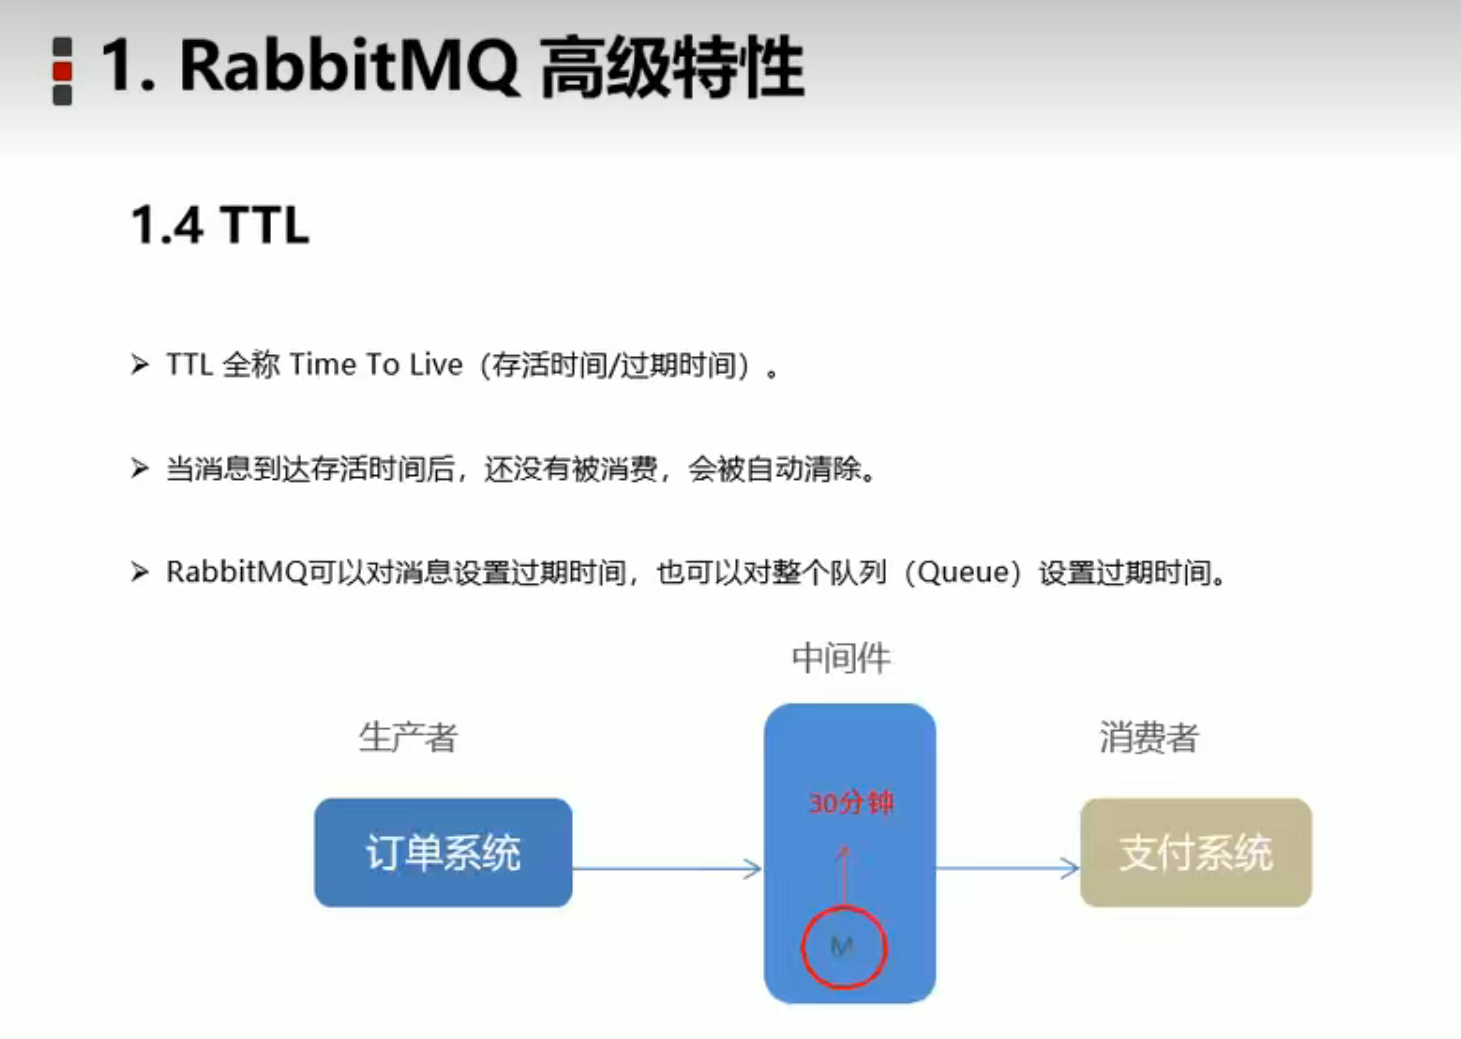 1. RabbitMQ 高级特性
1.4 TTL
TTL 全称 Time To Live（存活时间/过期时间）。
当消息到达存活时间后，还没有被消费，会被自动清除。
RabbitMQ可以对消息设置过期时间，也可以对整个队列（Queue）设置过期时间。
中间件
生产者
消费者
30分钟
订单系统
支付系统
M